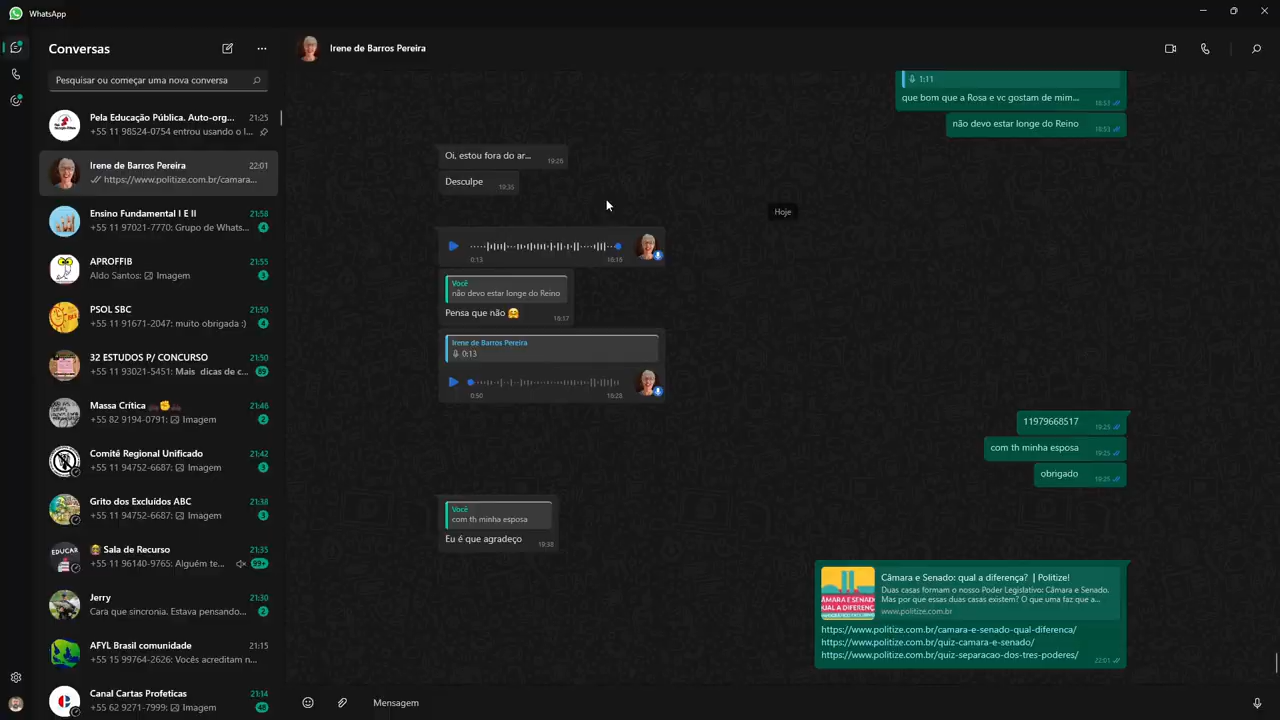 WhatsApp
Conversas
Pesquisar ou começar uma nova conversa
Pela Educação Pública. Auto-org... 21:25
+55 11 98524-0754 entrou usando o l...
Irene de Barros Pereira 22:01
https://www.politize.com.br/camara...
Ensino Fundamental I E II 21:58
+55 11 97021-7770: Grupo de Whats... 4
APROFFIB 21:55
Aldo Santos: Imagem 3
PSOL SBC 21:50
+55 11 91671-2047: muito obrigada :) 4
32 ESTUDOS P/ CONCURSO 21:50
+55 11 93021-5451: Mais dicas de c...
Massa Crítica 21:46
+55 82 9194-0791: Imagem 2
Comitê Regional Unificado 21:42
+55 11 94752-6687: Imagem 3
Grito dos Excluídos ABC 21:38
+55 11 94752-6687: Imagem 3
Sala de Recurso 21:35
+55 11 96140-9765: Alguém te... 99+
Jerry 21:30
Cara que sorveria. Estava pensando... 2
AFYL Brasil comunidade 21:15
+55 15 99764-2626: Vocês acreditam n...
Canal Cartas Profeticas 21:14
+55 62 9271-7999: Imagem
Irene de Barros Pereira
1:11
que bom que a Rosa e vc gostam de mim...
não devo estar longe do Reino 18:53
Oi, estou fora do ar... 19:26
Desculpe 19:35
Hoje
0:13 16:16
Você
não devo estar longe do Reino
Pensa que não 🤗 16:17
Irene de Barros Pereira
0:13
0:50 16:28
11979668517 19:25
com th minha esposa 19:25
obrigado 19:25
Você
com th minha esposa
Eu é que agradeço 19:38
CÂMARA E SENADO
QUAL A DIFERENÇ
Câmara e Senado: qual a diferença? | Politize!
Duas casas formam o nosso Poder Legislativo: Câmara e Senado.
Mas por que essas duas casas existem? O que uma faz que a...
www.politize.com.br
https://www.politize.com.br/camara-e-senado-qual-diferenca/
https://www.politize.com.br/quiz-camara-e-senado/
https://www.politize.com.br/quiz-separacao-dos-tres-poderes/
22:01
Mensagem